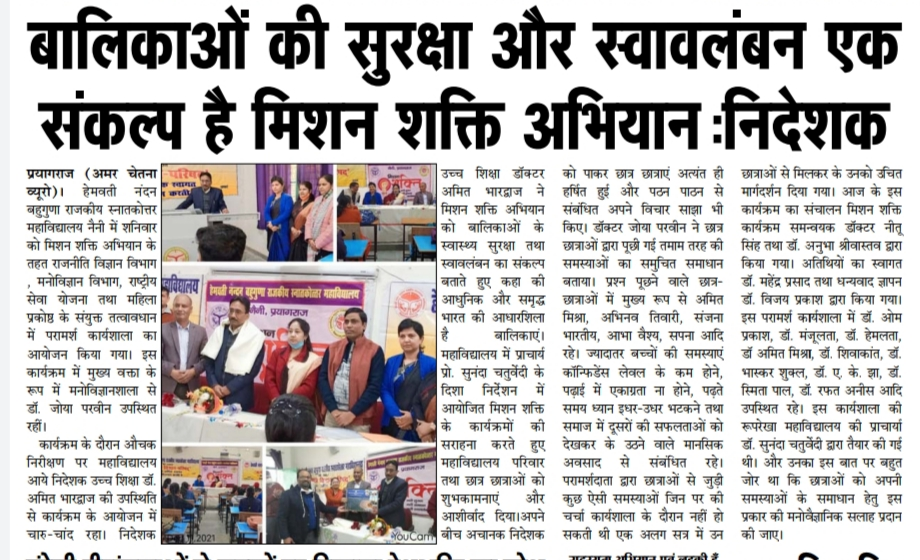 बालिकाओं की सुरक्षा और स्वावलंबन एक
संकल्प है मिशन शक्ति अभियान :निदेशक
प्रयागराज (अमर चेतना
ब्यूरो)। हेमवती नंदन
बहुगुणा राजकीय स्नातकोत्तर
महाविद्यालय नैनी में शनिवार
को मिशन शक्ति अभियान के
तहत राजनीति विज्ञान विभाग
, मनोविज्ञान विभाग, राष्ट्रीय
सेवा योजना तथा महिला
प्रकोष्ठ के संयुक्त तत्वावधान
में परामर्श कार्यशाला का
आयोजन किया गया। इस
कार्यक्रम में मुख्य वक्ता के
रूप में मनोविज्ञानशाला से
डॉ. जोया परवीन उपस्थित
रहीं।
कार्यक्रम के दौरान औचक
निरीक्षण पर महाविद्यालय
आये निदेशक उच्च शिक्षा डॉ.
अमित भारद्वाज की उपस्थिति
से कार्यक्रम के आयोजन में
चार-चांद रहा। निदेशक
हेमवती नंदन बहुगुणा राजकीय स्नातकोत्तर महाविद्यालय
नैनी, प्रयागराज
2021
YouCam
उच्च शिक्षा डॉक्टर
अमित भारद्वाज ने
मिशन शक्ति अभियान
को बालिकाओं के
स्वास्थ्य सुरक्षा तथा
स्वावलंबन का संकल्प
बताते हुए कहा की
आधुनिक और समृद्ध
भारत की आधारशिला
है बालिकाएं।
महाविद्यालय में प्राचार्य
प्रो. सुनंदा चतुर्वेदी के
दिशा निर्देशन में
आयोजित मिशन शक्ति
के कार्यक्रमों की
सराहना करते हुए
महाविद्यालय परिवार
तथा छात्र छात्राओं को
शुभकामनाएं और
आशीर्वाद दिया।अपने
बीच अचानक निदेशक
को पाकर छात्र छात्राएं अत्यंत ही
हर्षित हुई और पठन पाठन से
संबंधित अपने विचार साझा भी
किए। डॉक्टर जोया परवीन ने छात्र
छात्राओं द्वारा पूछी गई तमाम तरह की
समस्याओं का समुचित समाधान
बताया। प्रश्न पूछने वाले छात्र-
छात्राओं में मुख्य रूप से अमित
मिश्रा, अभिनव तिवारी, संजना
भारतीय, आभा वैश्य, सपना आदि
रहे। ज्यादातर बच्चों की समस्याएं
कॉन्फिडेंस लेवल के कम होने,
पढ़ाई में एकाग्रता ना होने, पढ़ते
समय ध्यान इधर-उधर भटकने तथा
समाज में दूसरों की सफलताओं को
देखकर के उठने वाले मानसिक
अवसाद से संबंधित रहे।
परामर्शदाता द्वारा छात्राओं से जुड़ी
कुछ ऐसी समस्याओं जिन पर की
चर्चा कार्यशाला के दौरान नहीं हो
सकती थी एक अलग सत्र में उन
छात्राओं से मिलकर के उनको उचित
मार्गदर्शन दिया गया। आज के इस
कार्यक्रम का संचालन मिशन शक्ति
कार्यक्रम समन्वयक डॉक्टर नीतू
सिंह तथा डॉ. अनुभा श्रीवास्तव द्वारा
किया गया। अतिथियों का स्वागत
डॉ. महेंद्र प्रसाद तथा धन्यवाद ज्ञापन
डॉ. विजय प्रकाश द्वारा किया गया।
इस परामर्श कार्यशाला में डॉ. ओम
प्रकाश, डॉ. मंजूलता, डॉ. हेमलता,
डॉ अमित मिश्रा, डॉ. शिवाकांत, डॉ.
भास्कर शुक्ल, डॉ. ए. के. झा, डॉ.
स्मिता पाल, डॉ. रफत अनीस आदि
उपस्थित रहे। इस कार्यशाला की
रूपरेखा महाविद्यालय की प्राचार्या
डॉ. सुनंदा चतुर्वेदी द्वारा तैयार की गई
थी। और उनका इस बात पर बहुत
जोर था कि छात्राओं को अपनी
समस्याओं के समाधान हेतु इस
प्रकार की मनोवैज्ञानिक सलाह प्रदान
की जाए।